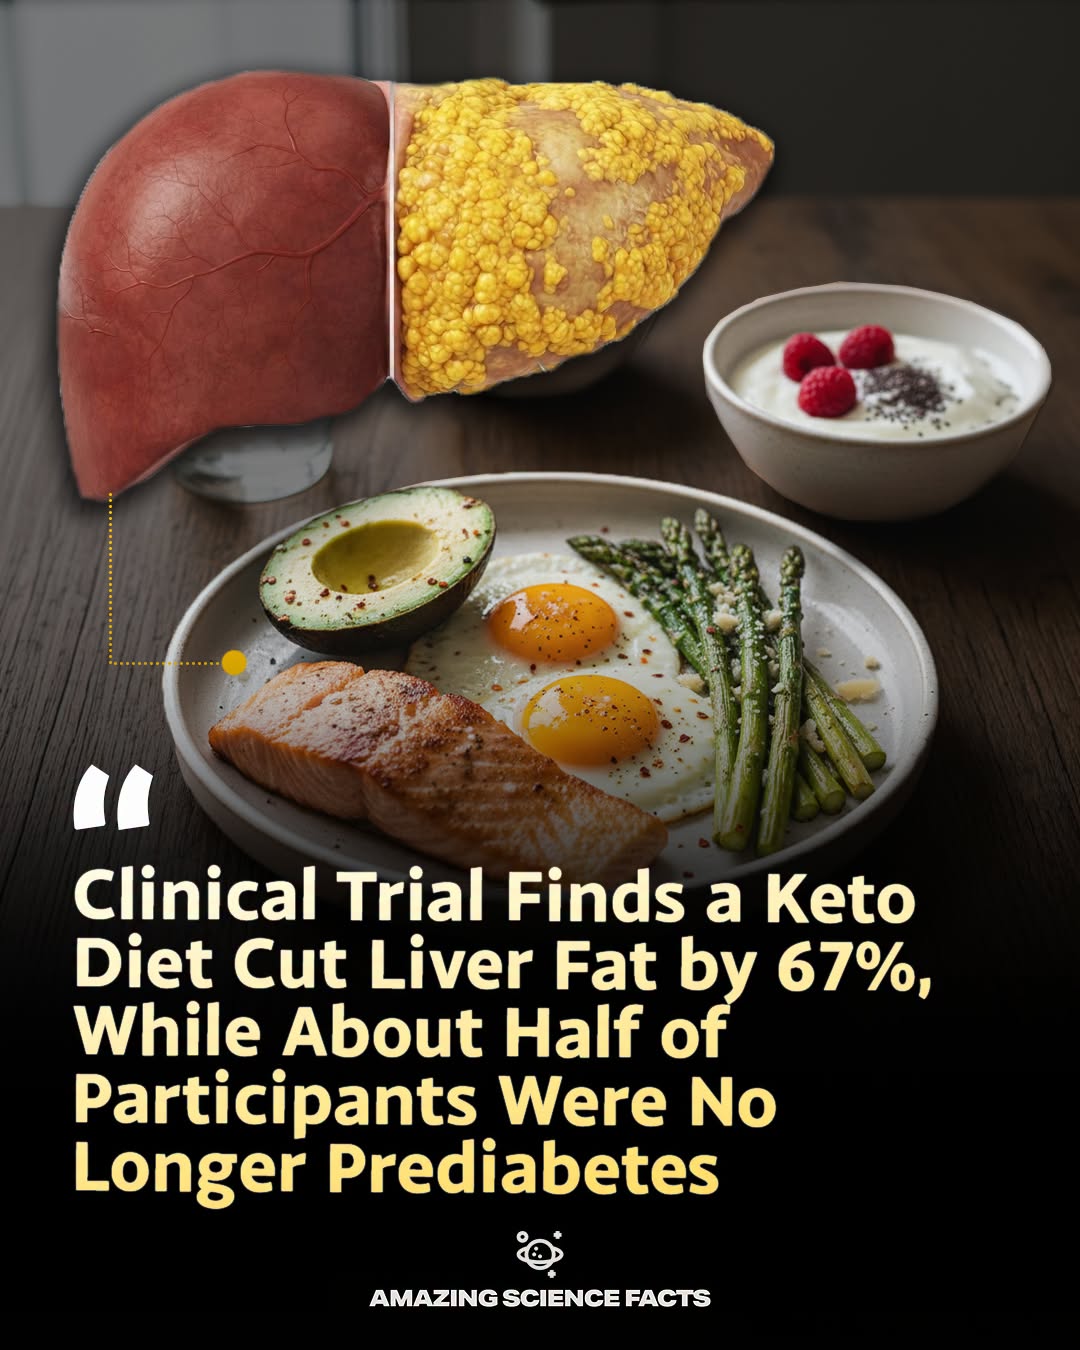 “
Clinical Trial Finds a Keto
Diet Cut Liver Fat by 67%,
While About Half of
Participants Were No
Longer Prediabetes
AMAZING SCIENCE FACTS